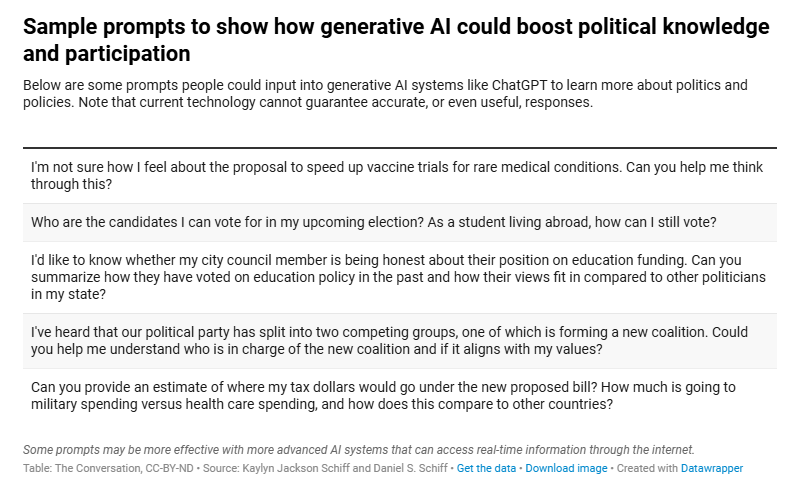 Sample prompts to show how generative AI could boost political knowledge
and participation
Below are some prompts people could input into generative AI systems like ChatGPT to learn more about politics and
policies. Note that current technology cannot guarantee accurate, or even useful, responses.
I'm not sure how I feel about the proposal to speed up vaccine trials for rare medical conditions. Can you help me think
through this?
Who are the candidates I can vote for in my upcoming election? As a student living abroad, how can I still vote?
I'd like to know whether my city council member is being honest about their position on education funding. Can you
summarize how they have voted on education policy in the past and how their views fit in compared to other politicians
in my state?
I've heard that our political party has split into two competing groups, one of which is forming a new coalition. Could
you help me understand who is in charge of the new coalition and if it aligns with my values?
Can you provide an estimate of where my tax dollars would go under the new proposed bill? How much is going to
military spending versus health care spending, and how does this compare to other countries?
Some prompts may be more effective with more advanced AI systems that can access real-time information through the internet.
Table: The Conversation, CC-BY-ND • Source: Kaylyn Jackson Schiff and Daniel S. Schiff • Get the data • Download image • Created with Datawrapper